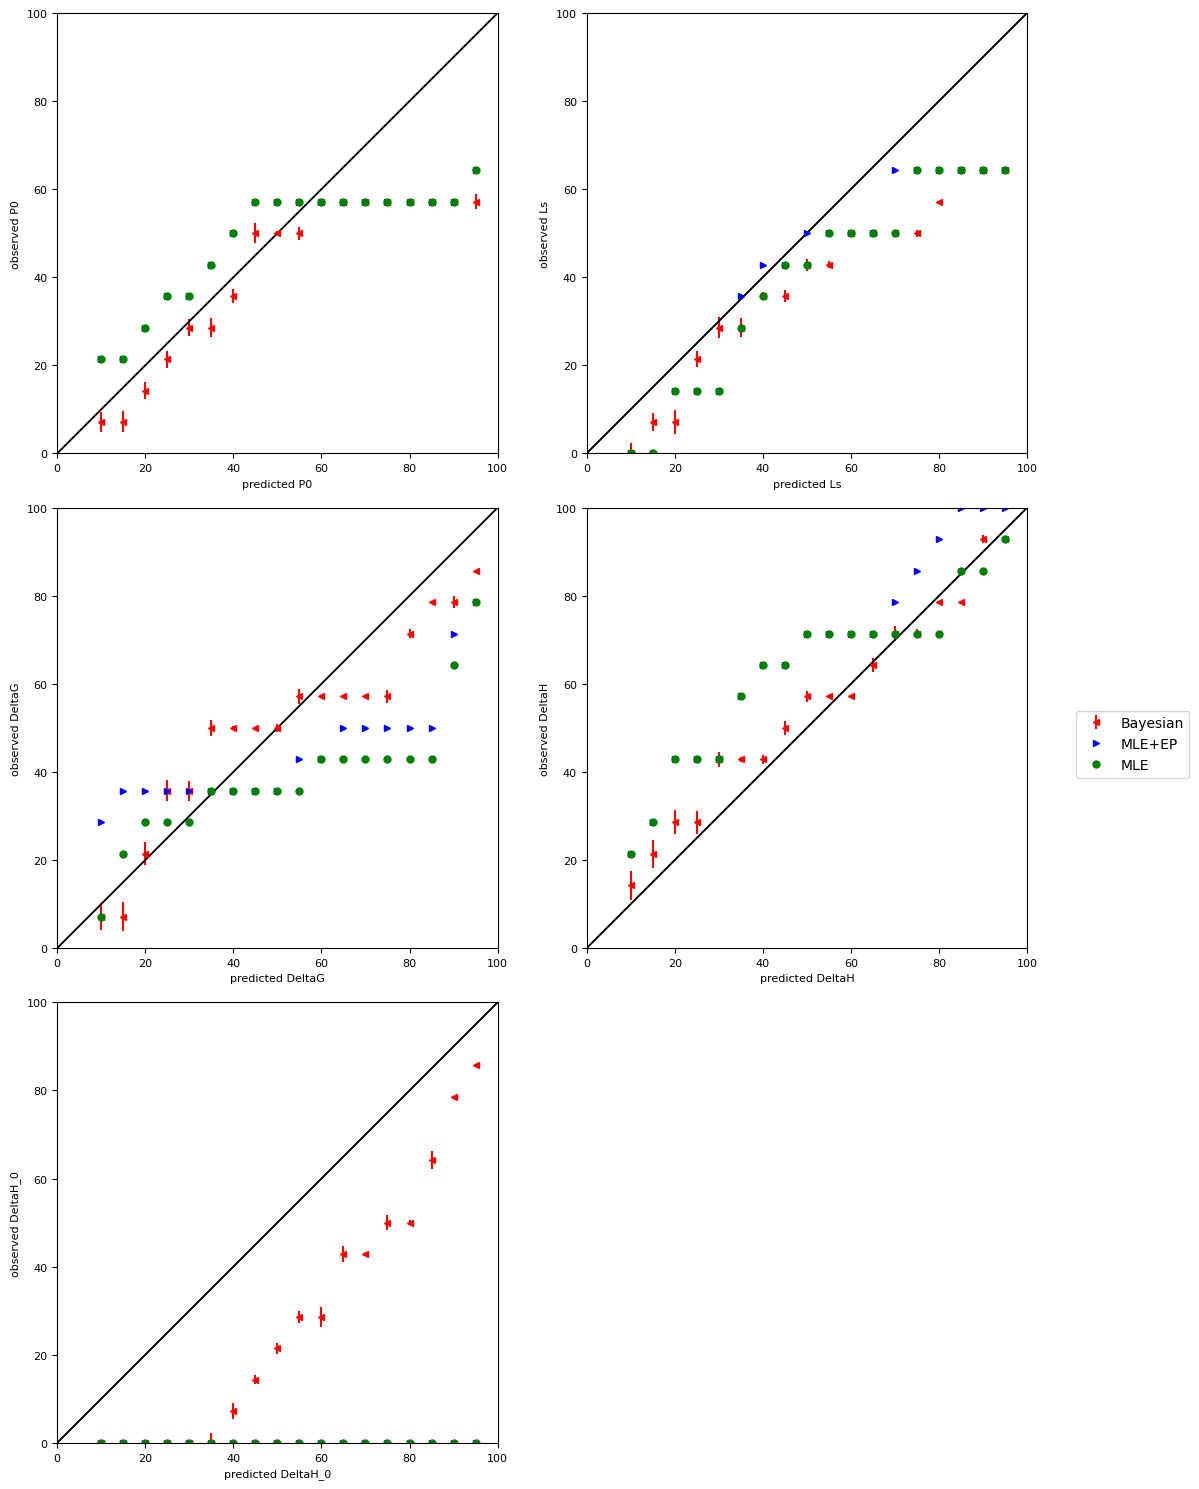 100
80
60
40
20
0
observed P0
0 20 40 60 80 100
predicted P0
100
80
60
40
20
0
observed Ls
0 20 40 60 80 100
predicted Ls
100
80
60
40
20
0
observed DeltaG
0 20 40 60 80 100
predicted DeltaG
100
80
60
40
20
0
observed DeltaH
0 20 40 60 80 100
predicted DeltaH
Bayesian
MLE+EP
MLE
100
80
60
40
20
0
observed DeltaH_0
0 20 40 60 80 100
predicted DeltaH_0